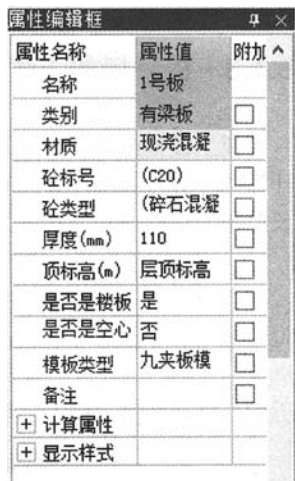 属性编辑框
属性名称 属性值 附加
名称 1号板
类别 有梁板
材质 现浇混凝
砼标号 (C20)
砼类型 (碎石混凝
厚度(mm) 110
顶标高(m) 层顶标高
是否是楼板 是
是否是空心 否
模板类型 九夹板模
备注
+ 计算属性
+ 显示样式